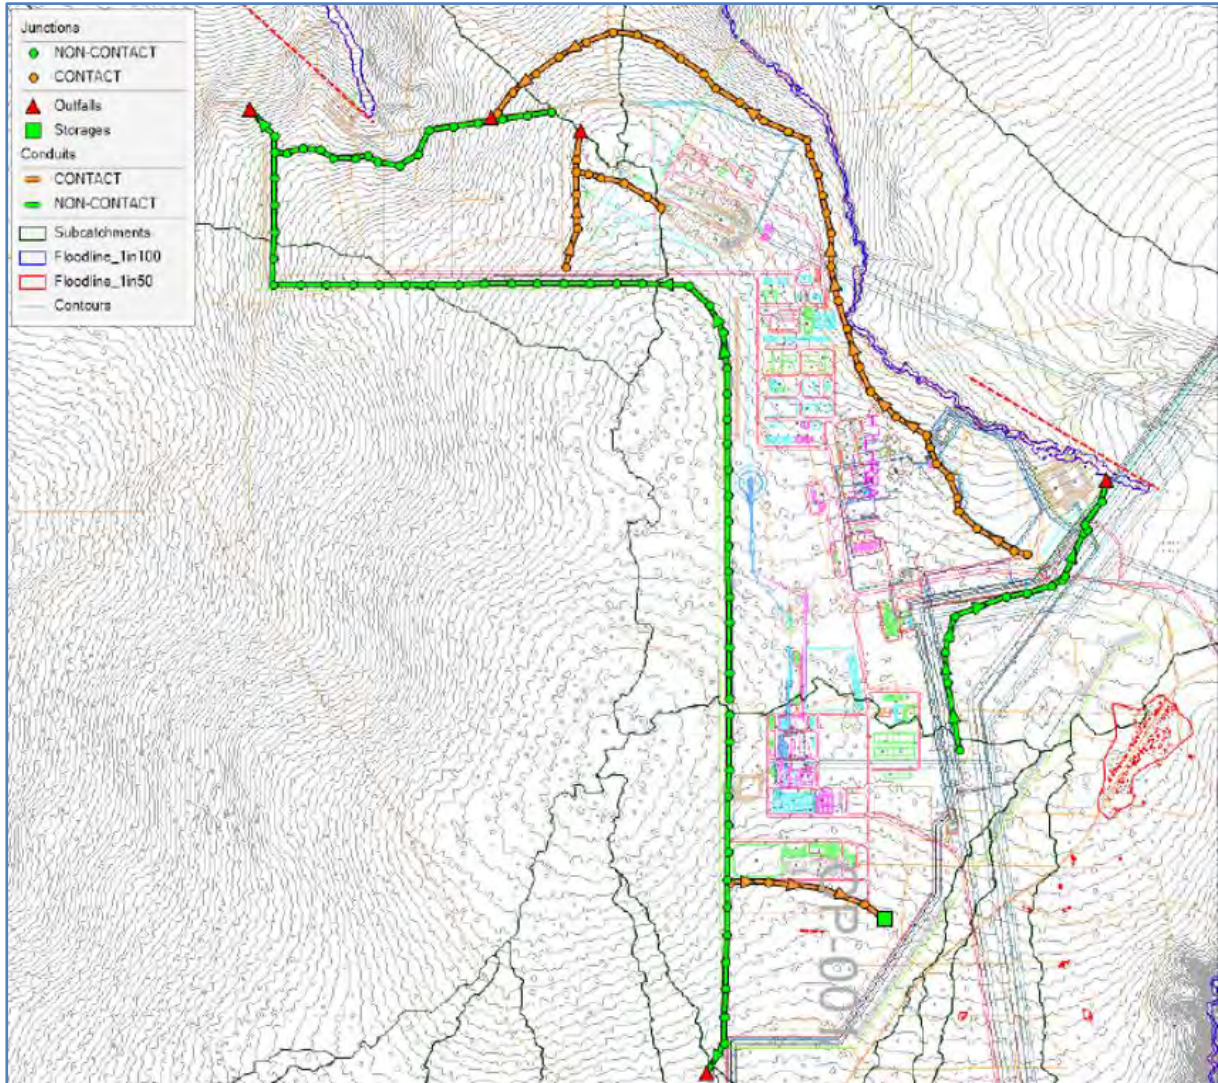 Junctions
NON-CONTACT
CONTACT
Outfalls
Storages
Conduits
CONTACT
NON-CONTACT
Subcatchments
Floodline_1in100
Floodline_1in50
Contours